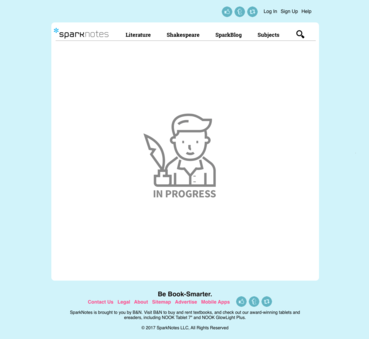 Log In Sign Up Help
sparknotes Literature Shakespeare SparkBlog Subjects
IN PROGRESS
Be Book-Smarter.
Contact Us Legal About Sitemap Advertise Mobile Apps
SparkNotes is brought to you by B&N. Visit B&N to buy and rent textbooks, and check out our award-winning tablets and
ereaders, including NOOK Tablet 7" and NOOK GlowLight Plus.
© 2017 SparkNotes LLC, All Rights Reserved